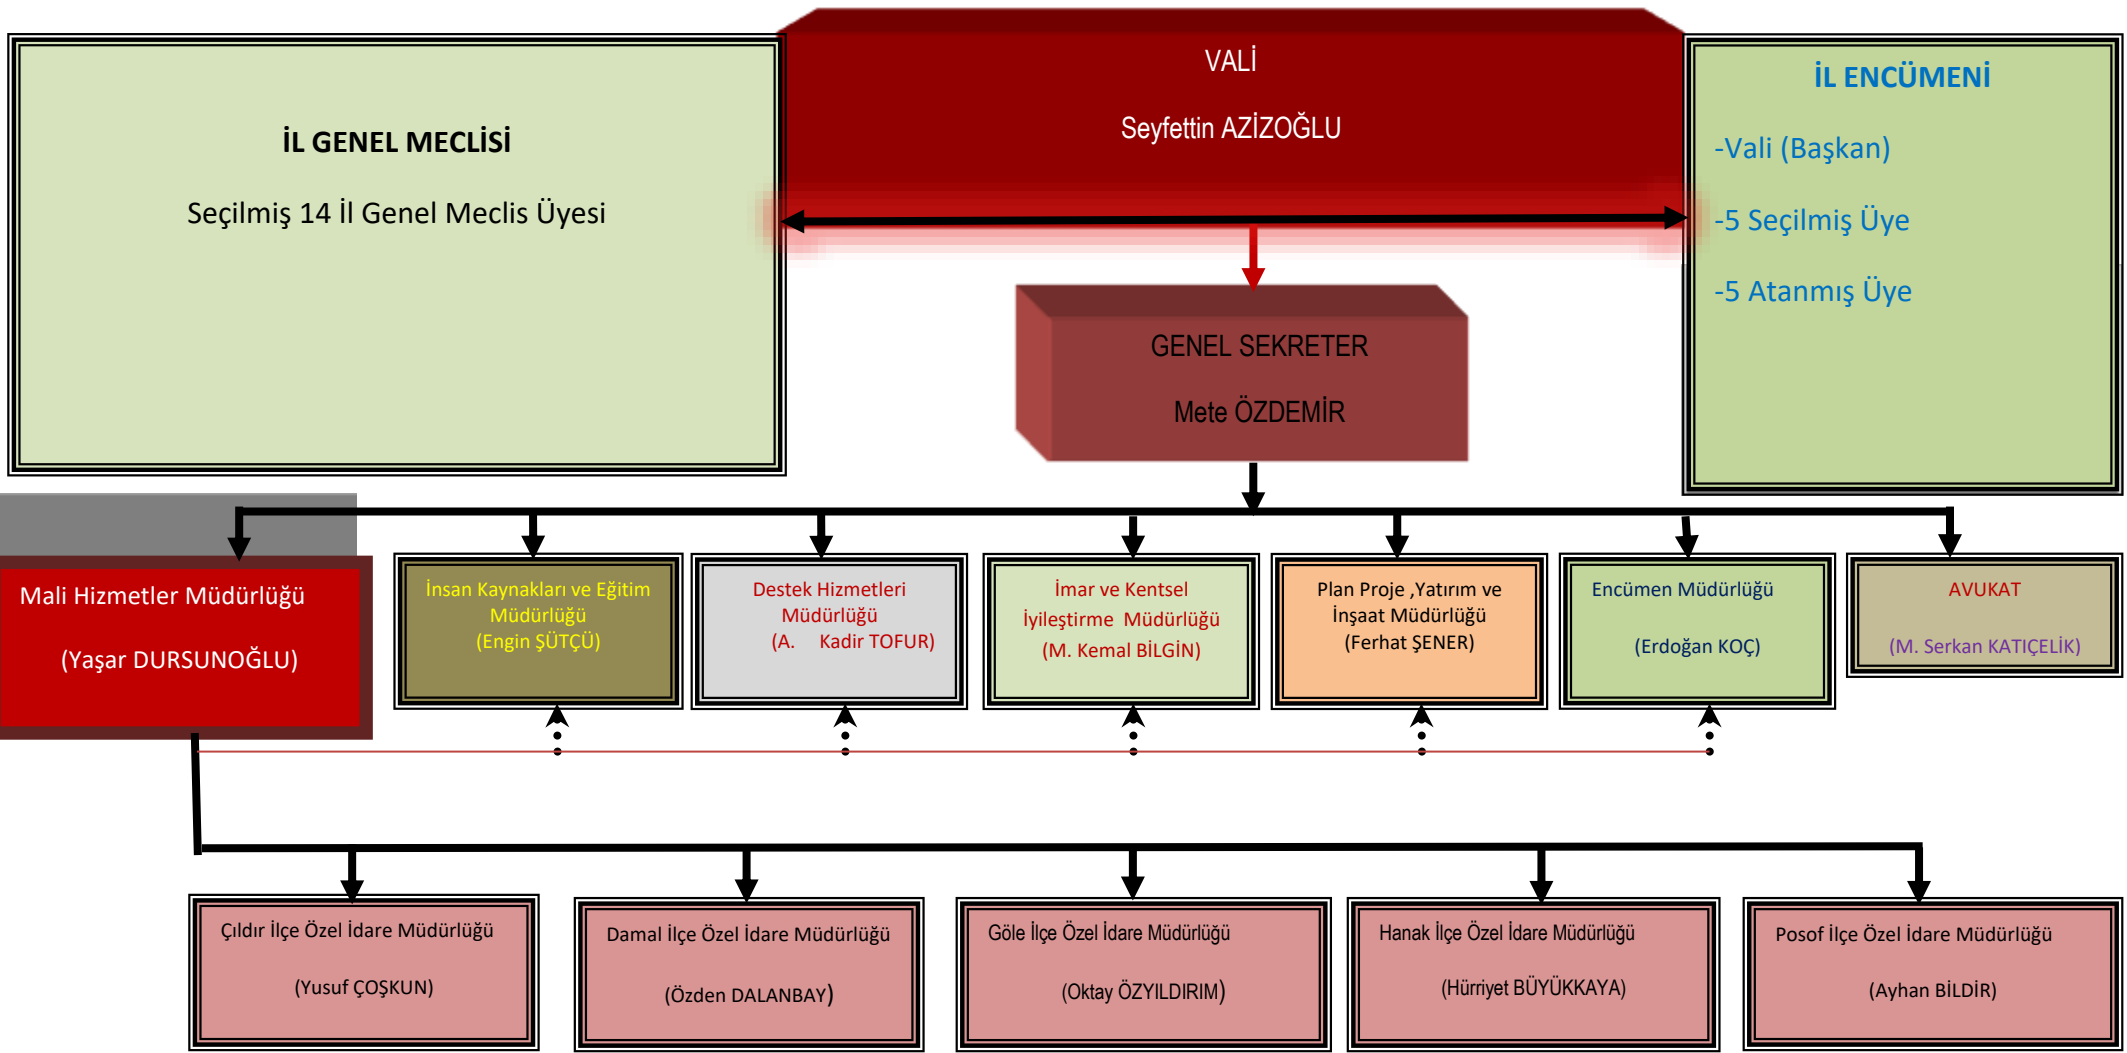 İL GENEL MECLİSİ
Seçilmiş 14 İl Genel Meclis Üyesi
VALİ
Seyfettin AZİZOĞLU
İL ENCÜMENİ
-Vali (Başkan)
-5 Seçilmiş Üye
-5 Atanmış Üye
GENEL SEKRETER
Mete ÖZDEMİR
Mali Hizmetler Müdürlüğü
(Yaşar DURSUNOĞLU)
İnsan Kaynakları ve Eğitim
Müdürlüğü
(Engin ŞÜTÇÜ)
Destek Hizmetleri
Müdürlüğü
(A. Kadir TOFUR)
İmar ve Kentsel
İyileştirme Müdürlüğü
(M. Kemal BİLGİN)
Plan Proje ,Yatırım ve
İnşaat Müdürlüğü
(Ferhat ŞENER)
Encümen Müdürlüğü
(Erdoğan KOÇ)
AVUKAT
(M. Serkan KATIÇELİK)
Çıldır İlçe Özel İdare Müdürlüğü
(Yusuf ÇOŞKUN)
Damal İlçe Özel İdare Müdürlüğü
(Özden DALANBAY)
Göle İlçe Özel İdare Müdürlüğü
(Oktay ÖZYILDIRIM)
Hanak İlçe Özel İdare Müdürlüğü
(Hürriyet BÜYÜKKAYA)
Posof İlçe Özel İdare Müdürlüğü
(Ayhan BİLDİR)